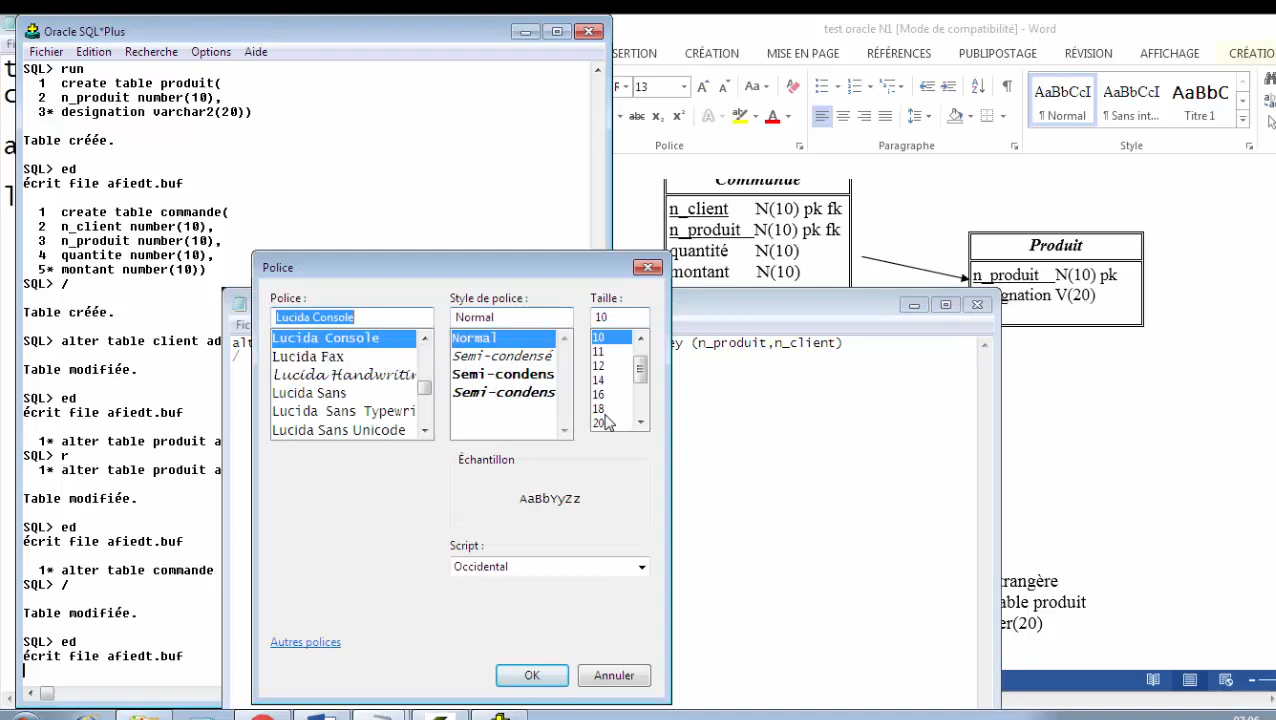 Oracle SQL*Plus
Fichier Edition Recherche Options Aide
SQL> run
1 create table produit(
2 n_produit number(10),
3* designation varchar2(20))
Table créée.
SQL> ed
écrit file afiedt.buf
1 create table commande(
2 n_client number(10),
3 n_produit number(10),
4 quantite number(10),
5* montant number(10))
SQL> /
Table créée.
SQL> alter table client ad
Table modifiée.
SQL> ed
écrit file afiedt.buf
1* alter table produit a
SQL> r
1* alter table produit a
Table modifiée.
SQL> ed
écrit file afiedt.buf
1* alter table commande
SQL> /
Table modifiée.
SQL> ed
écrit file afiedt.buf
test oracle N1 [Mode de compatibilité] - Word
SERTION CRÉATION MISE EN PAGE RÉFÉRENCES PUBLIPOSTAGE RÉVISION AFFICHAGE CRÉATIO
13 Aa
abc x₂ x² A A
AaBbCcI AaBbCcI AaBbC
¶ Normal ¶ Sans int... Titre 1
Police Paragraphe Style
Commande
n_client N(10) pk fk
n_produit N(10) pk fk
quantité N(10)
montant N(10)
Produit
n_produit N(10) pk
gnation V(20)
Fic
alt
/
ey (n_produit,n_client)
trangère
able produit
er(20)
Police
Police : Style de police : Taille :
Lucida Console Normal 10
Lucida Console
Lucida Fax
Lucida Handwritin
Lucida Sans
Lucida Sans Typewri
Lucida Sans Unicode
Normal
Semi-condensé
Semi-condens
Semi-condens
10
11
12
14
16
18
20
Échantillon
AaBbYyZz
Script :
Occidental
Autres polices
OK Annuler